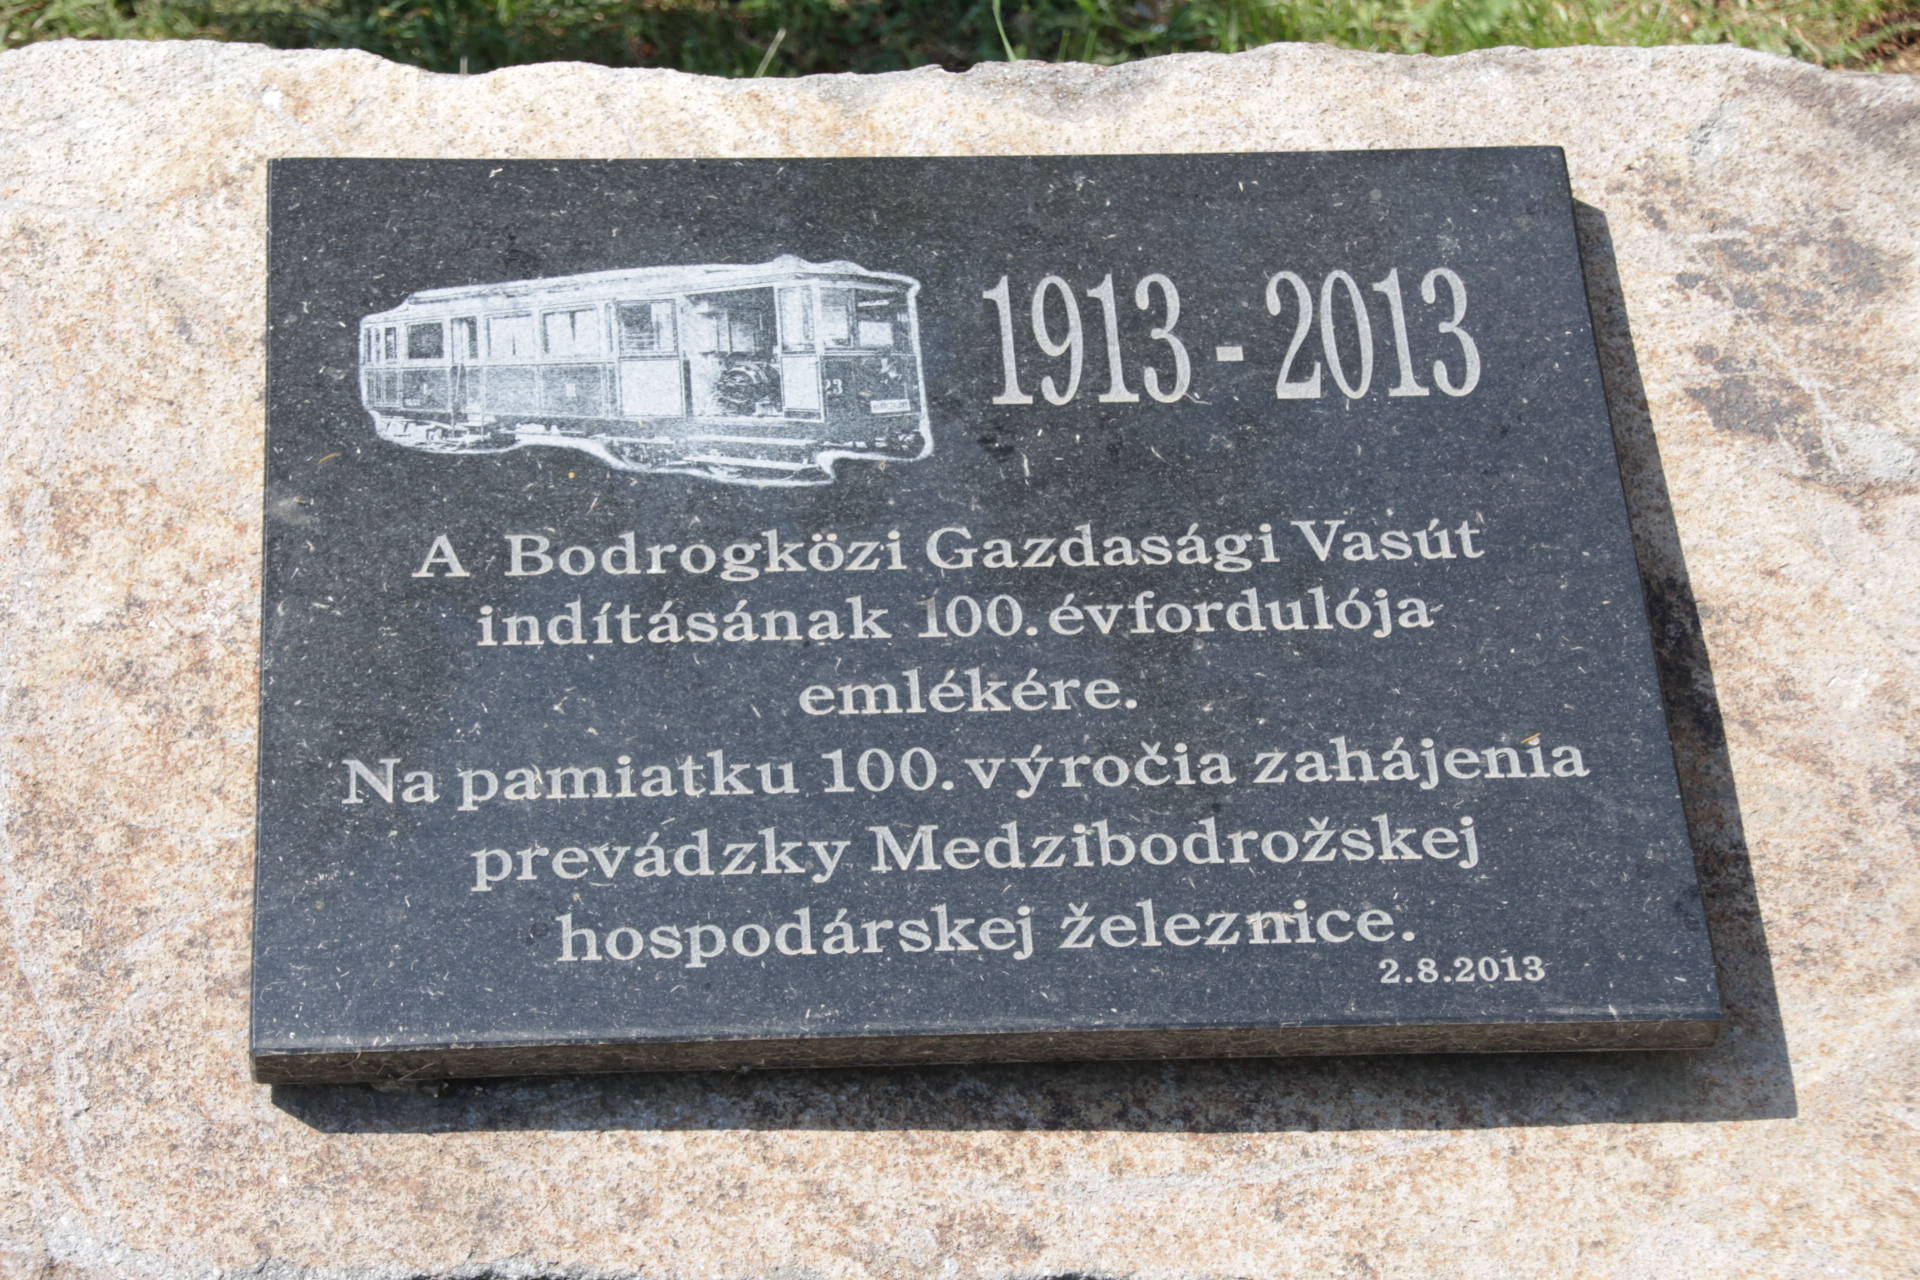 1913 - 2013
23
A Bodrogközi Gazdasági Vasút
indításának 100. évfordulója
emlékére.
Na pamiatku 100. výročia zahájenia
prevádzky Medzibodrožskej
hospodárskej železnice.
2.8.2013